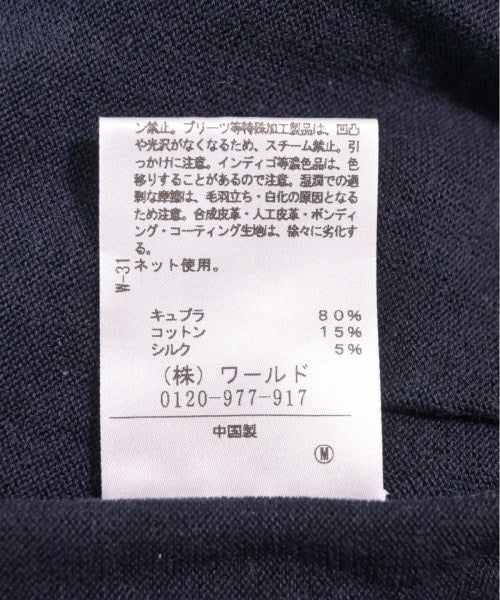 ン禁止。プリーツ等特殊加工製品は、凹凸
や光沢がなくなるため、スチーム禁止。引
っかけに注意。インディゴ等濃色品は、色
移りすることがあるので注意。湿潤での過
剰な摩擦は、毛羽立ち・白化の原因となる
ため注意。合成皮革・人工皮革・ボンディ
ング・コーティング生地は、徐々に劣化す
る。
ネット使用。
W-31
キュプラ 80%
コットン 15%
シルク 5%
(株) ワールド
0120-977-917
中国製
M